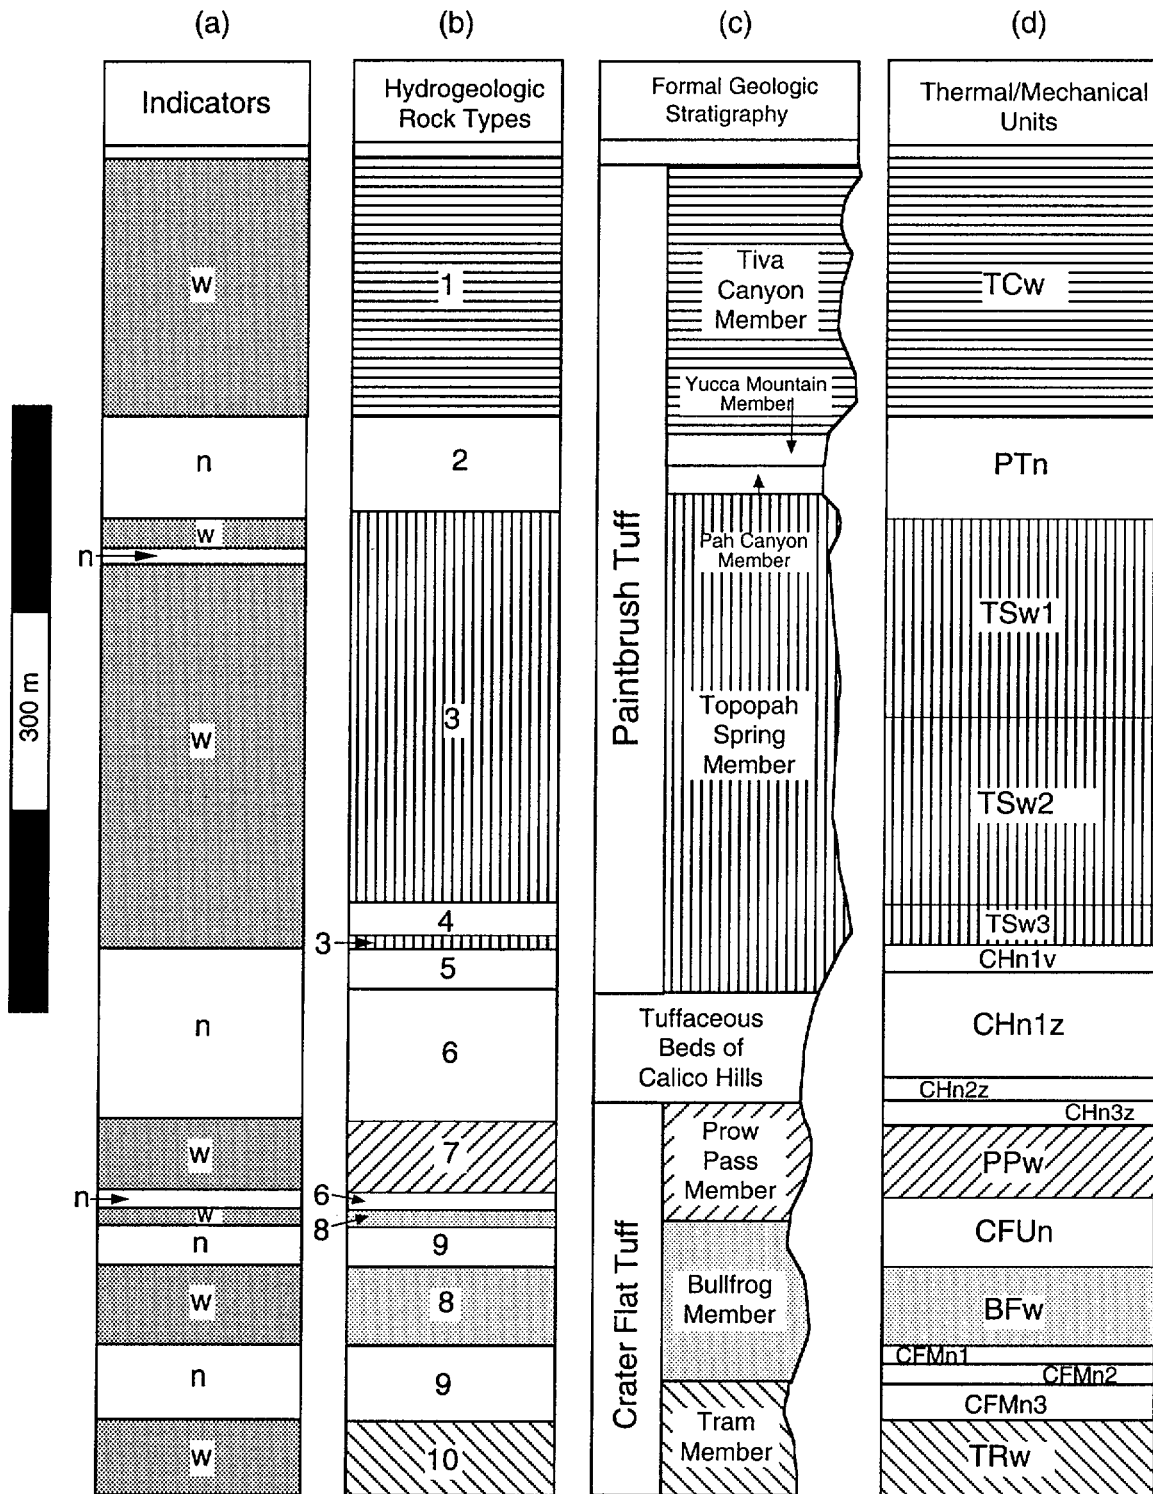 (a)
(b)
(c)
(d)
Indicators
Hydrogeologic
Rock Types
Formal Geologic
Stratigraphy
Thermal/Mechanical
Units
300 m
w
n
w
n
w
n
w
n
w
n
w
n
w
1
2
3
4
3
5
6
7
6
8
9
8
9
10
Paintbrush Tuff
Tiva
Canyon
Member
Yucca Mountain
Member
Pah Canyon
Member
Topopah
Spring
Member
Tuffaceous
Beds of
Calico Hills
Crater Flat Tuff
Prow
Pass
Member
Bullfrog
Member
Tram
Member
TCw
PTn
TSw1
TSw2
TSw3
CHn1v
CHn1z
CHn2z
CHn3z
PPw
CFUn
BFw
CFMn1
CFMn2
CFMn3
TRw